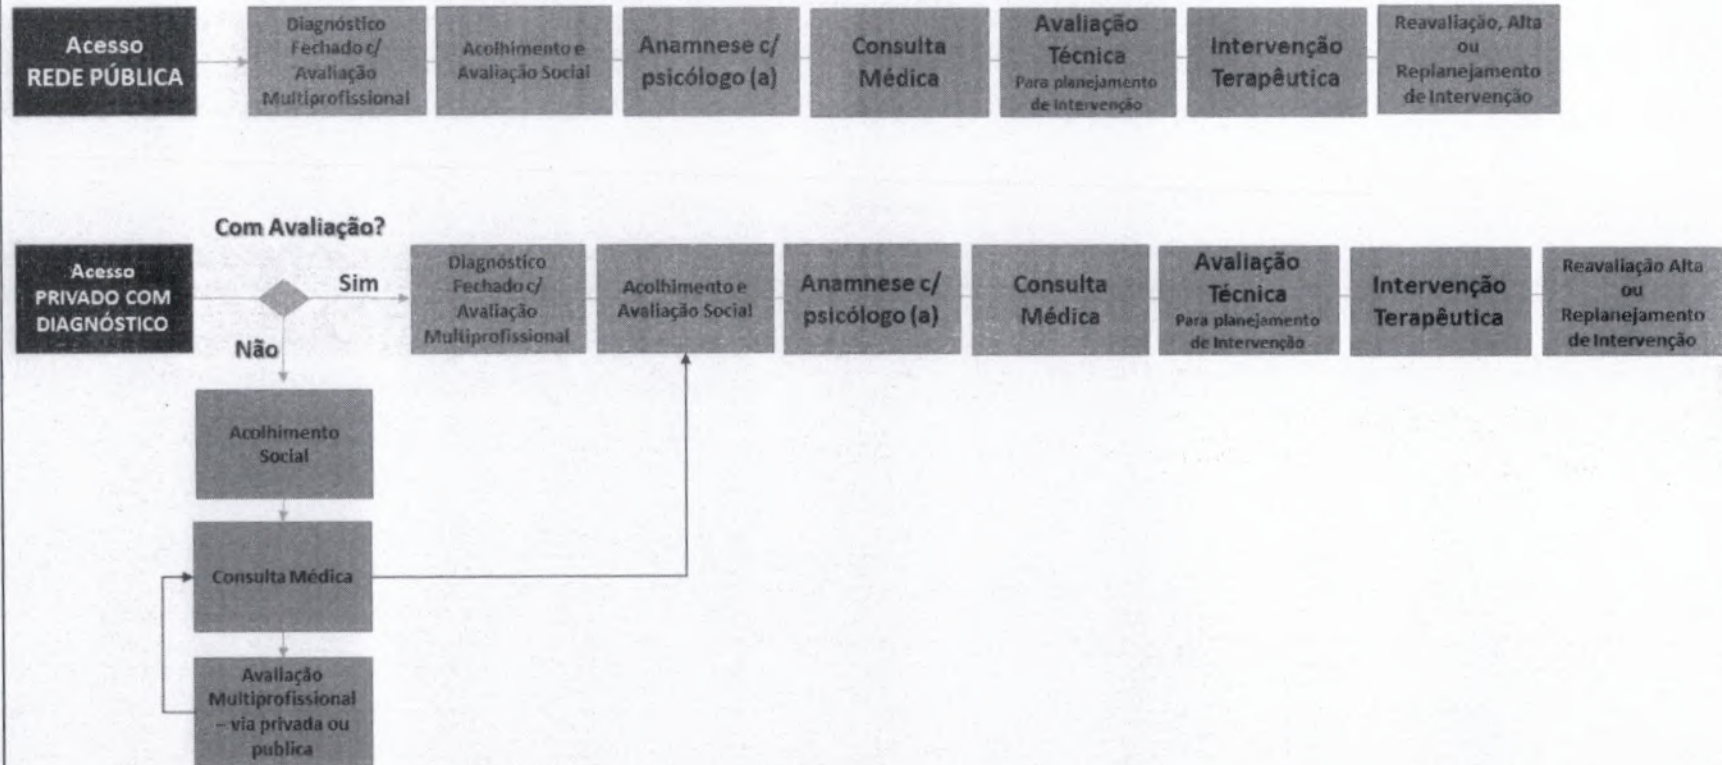 Acesso
REDE PÚBLICA
Diagnóstico
Fechado c/
Avaliação
Multiprofissional
Acolhimento e
Avaliação Social
Anamnese c/
psicólogo (a)
Consulta
Médica
Avaliação
Técnica
Para planejamento
de Intervenção
Intervenção
Terapêutica
Reavaliação, Alta
ou
Replanejamento
de Intervenção
Com Avaliação?
Acesso
PRIVADO COM
DIAGNÓSTICO
Sim
Não
Diagnóstico
Fechado c/
Avaliação
Multiprofissional
Acolhimento e
Avaliação Social
Anamnese c/
psicólogo (a)
Consulta
Médica
Avaliação
Técnica
Para planejamento
de Intervenção
Intervenção
Terapêutica
Reavaliação Alta
ou
Replanejamento
de Intervenção
Acolhimento
Social
Consulta Médica
Avaliação
Multiprofissional
– via privada ou
publica